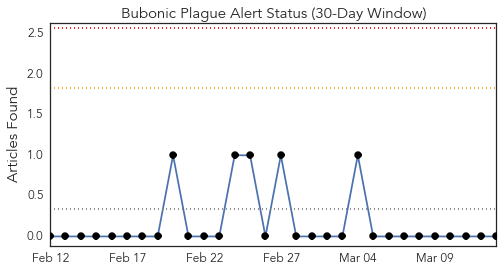 Bubonic Plague Alert Status (30-Day Window)
Articles Found
2.5
2.0
1.5
1.0
0.5
0.0
Feb 12
Feb 17
Feb 22
Feb 27
Mar 04
Mar 09